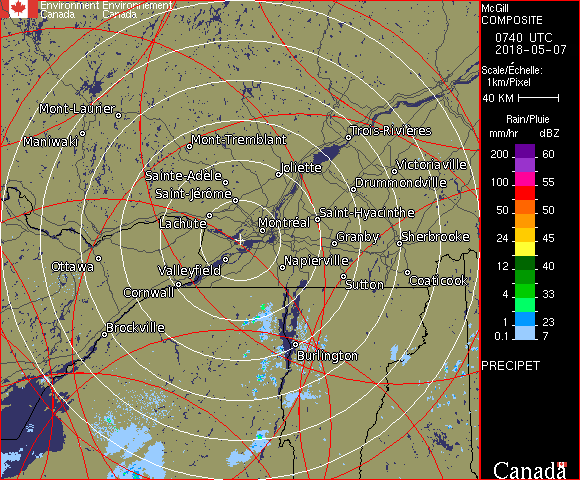 Environment Environnement
Canada Canada
Mont-Laurier
Maniwaki
Mont-Tremblant
Trois-Rivières
Joliette
Victoriaville
Sainte-Adèle
Drummondville
Saint-Jérôme
Lachute
Montréal
Saint-Hyacinthe
Granby
Sherbrooke
Ottawa
Valleyfield
Napierville
Cornwall
Sutton
Coaticook
Brockville
Burlington
McGill
COMPOSITE
0740 UTC
2018-05-07
Scale/Échelle:
1km/Pixel
40 KM
Rain/Pluie
mm/hr dBZ
200 60
100 55
50 50
24 45
12 40
4 33
1 23
0.1 7
PRECIPET
Canada